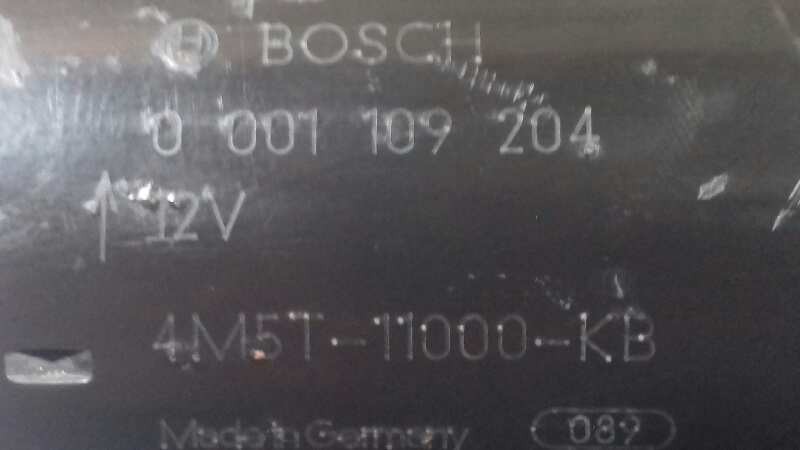 BOSCH
0 001 109 204
12V
4M5T-11000-KB
Made in Germany 089